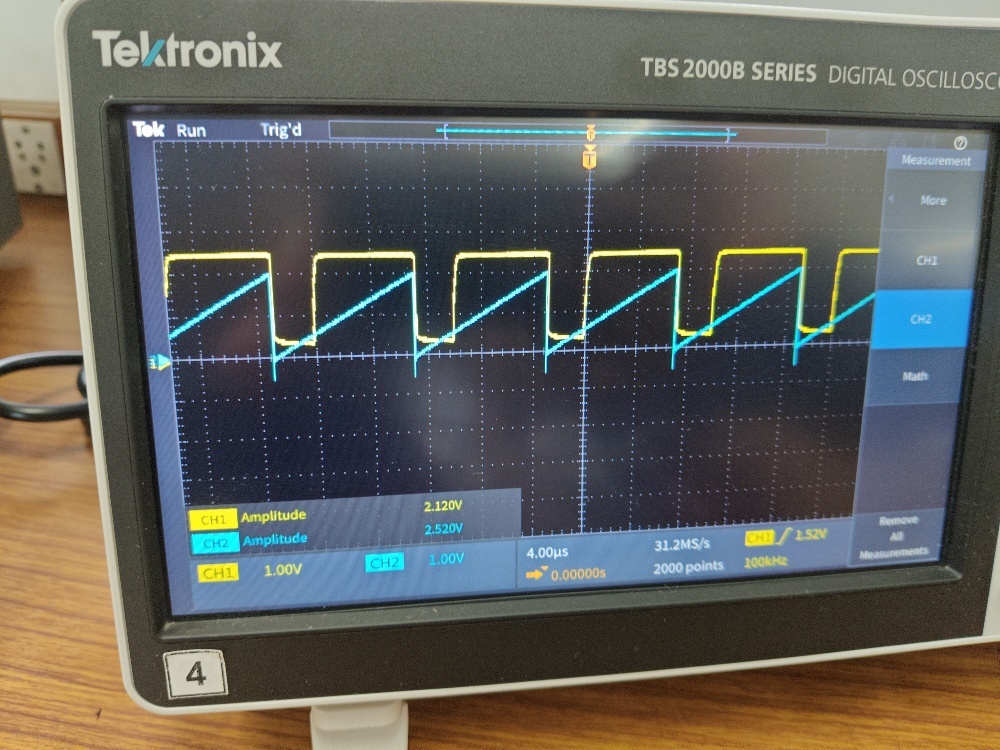 Tektronix
TBS 2000B SERIES DIGITAL OSCILLOSC
Tek Run Trig'd
Measurement
More
CH1
CH2
Math
Remove
All
Measurements
CH1 Amplitude 2.120V
CH2 Amplitude 2.520V
CH1 1.00V CH2 1.00V
4.00µs 31.2MS/s CH1 1.52V
0.00000s 2000 points 100kHz
4